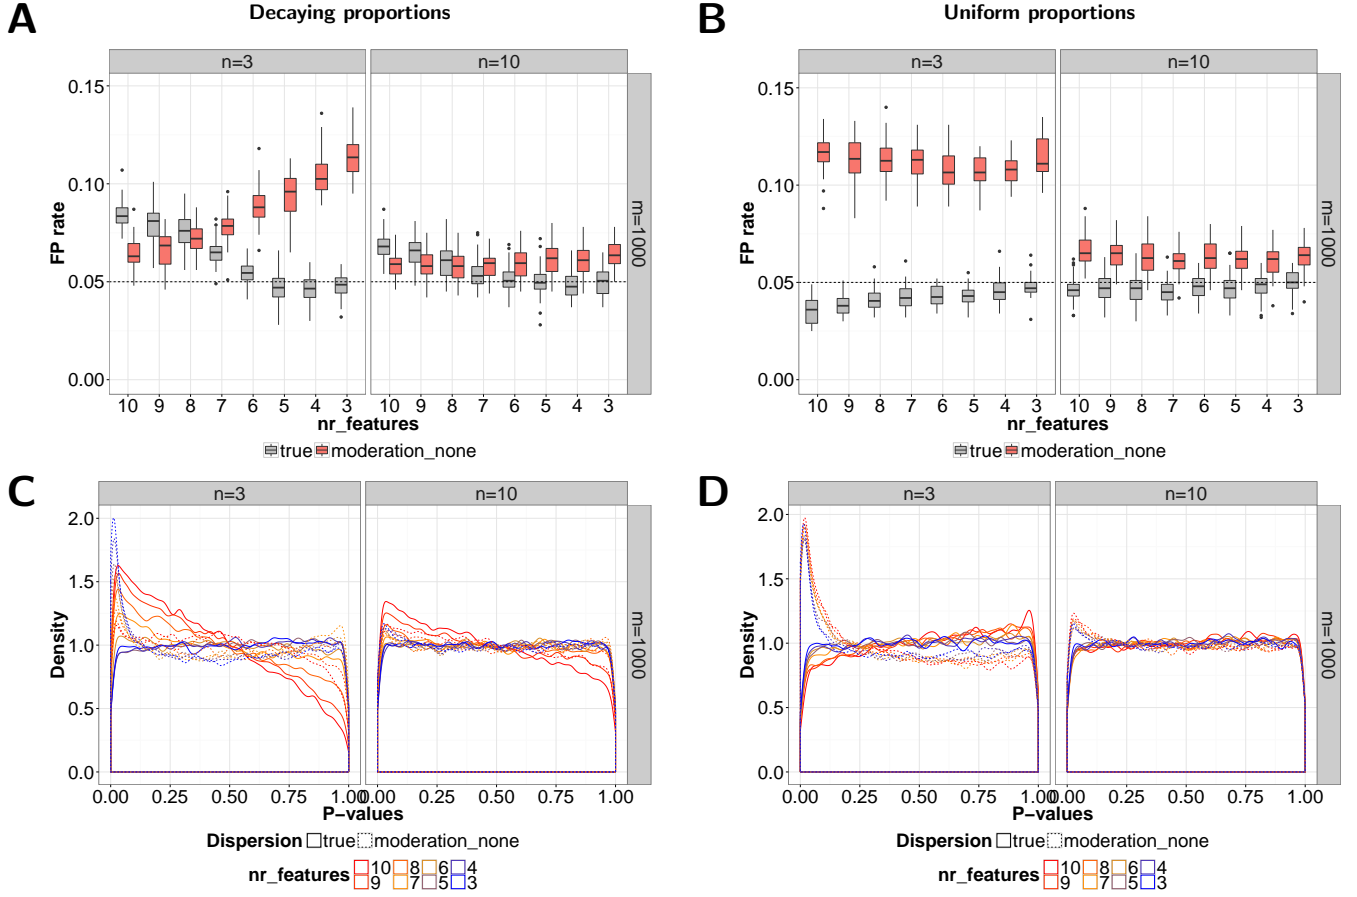 A
Decaying proportions
n=3
n=10
m=1000
FP rate
0.15
0.10
0.05
0.00
10 9 8 7 6 5 4 3
10 9 8 7 6 5 4 3
nr_features
true moderation_none
B
Uniform proportions
n=3
n=10
m=1000
FP rate
0.15
0.10
0.05
0.00
10 9 8 7 6 5 4 3
10 9 8 7 6 5 4 3
nr_features
true moderation_none
C
n=3
n=10
m=1000
Density
2.0
1.5
1.0
0.5
0.0
0.00 0.25 0.50 0.75 1.00
0.00 0.25 0.50 0.75 1.00
P−values
Dispersion true moderation_none
nr_features
10 8 6 4
9 7 5 3
D
n=3
n=10
m=1000
Density
2.0
1.5
1.0
0.5
0.0
0.00 0.25 0.50 0.75 1.00
0.00 0.25 0.50 0.75 1.00
P−values
Dispersion true moderation_none
nr_features
10 8 6 4
9 7 5 3